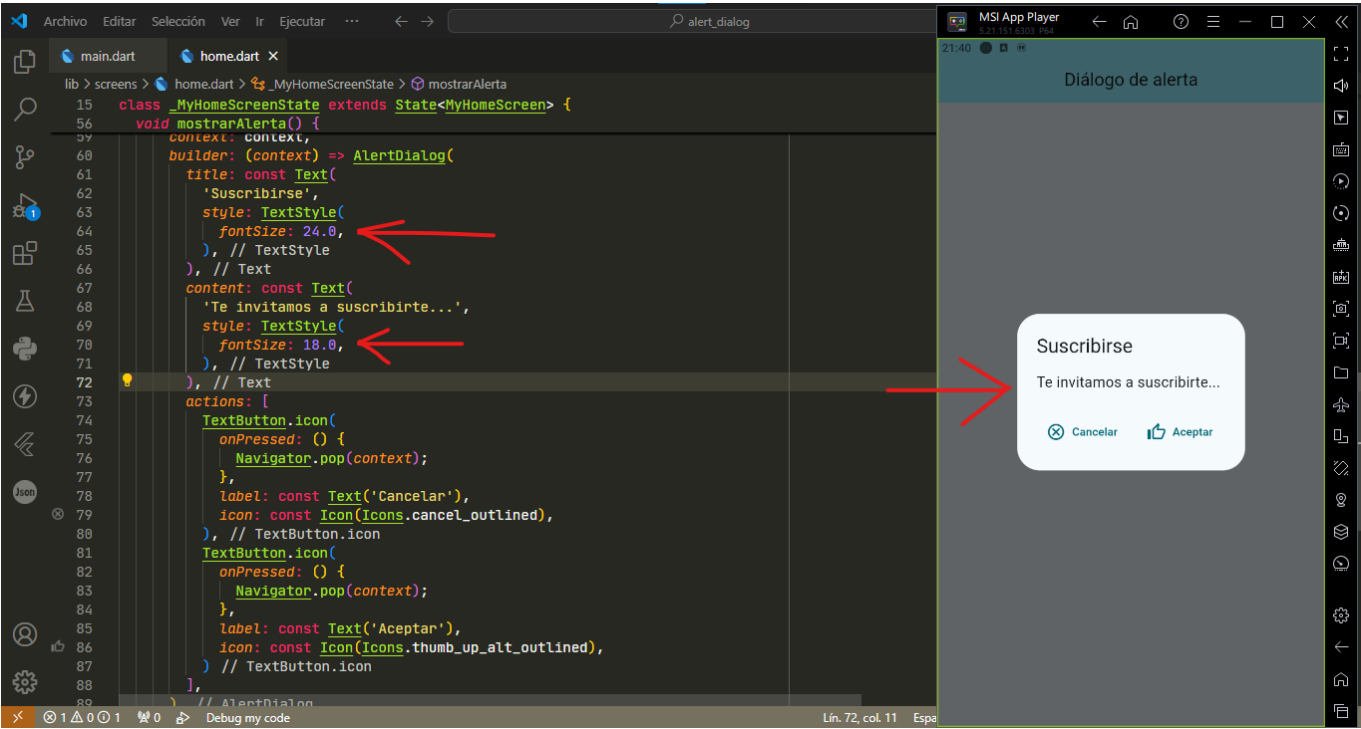 Archivo Editar Selección Ver Ir Ejecutar ··· alert_dialog
main.dart home.dart
lib > screens > home.dart > _MyHomeScreenState > mostrarAlerta
15 class _MyHomeScreenState extends State<MyHomeScreen> {
56 void mostrarAlerta() {
59 context: context,
60 builder: (context) => AlertDialog(
61 title: const Text(
62 'Suscribirse',
63 style: TextStyle(
64 fontSize: 24.0,
65 ), // TextStyle
66 ), // Text
67 content: const Text(
68 'Te invitamos a suscribirte...',
69 style: TextStyle(
70 fontSize: 18.0,
71 ), // TextStyle
72 ), // Text
73 actions: [
74 TextButton.icon(
75 onPressed: () {
76 Navigator.pop(context);
77 },
78 label: const Text('Cancelar'),
79 icon: const Icon(Icons.cancel_outlined),
80 ), // TextButton.icon
81 TextButton.icon(
82 onPressed: () {
83 Navigator.pop(context);
84 },
85 label: const Text('Aceptar'),
86 icon: const Icon(Icons.thumb_up_alt_outlined),
87 ) // TextButton.icon
88 ],
89 ) // AlertDialog
1
Json
1 0 1 0 Debug my code Lín. 72, col. 11 Espa
MSI App Player
5.21.151.6303 P64
21:40
Diálogo de alerta
Suscribirse
Te invitamos a suscribirte...
Cancelar Aceptar
APK